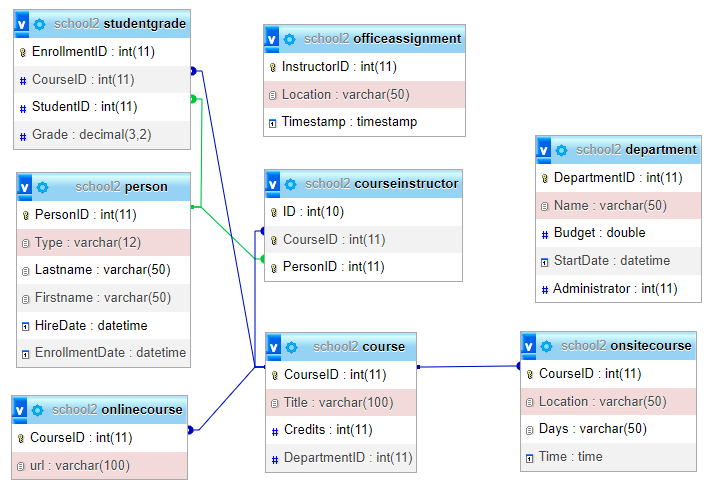 school2 studentgrade
EnrollmentID : int(11)
CourseID : int(11)
StudentID : int(11)
Grade : decimal(3,2)
school2 officeassignment
InstructorID : int(11)
Location : varchar(50)
Timestamp : timestamp
school2 department
DepartmentID : int(11)
Name : varchar(50)
Budget : double
StartDate : datetime
Administrator : int(11)
school2 person
PersonID : int(11)
Type : varchar(12)
Lastname : varchar(50)
Firstname : varchar(50)
HireDate : datetime
EnrollmentDate : datetime
school2 courseinstructor
ID : int(10)
CourseID : int(11)
PersonID : int(11)
school2 course
CourseID : int(11)
Title : varchar(100)
Credits : int(11)
DepartmentID : int(11)
school2 onsitecourse
CourseID : int(11)
Location : varchar(50)
Days : varchar(50)
Time : time
school2 onlinecourse
CourseID : int(11)
url : varchar(100)